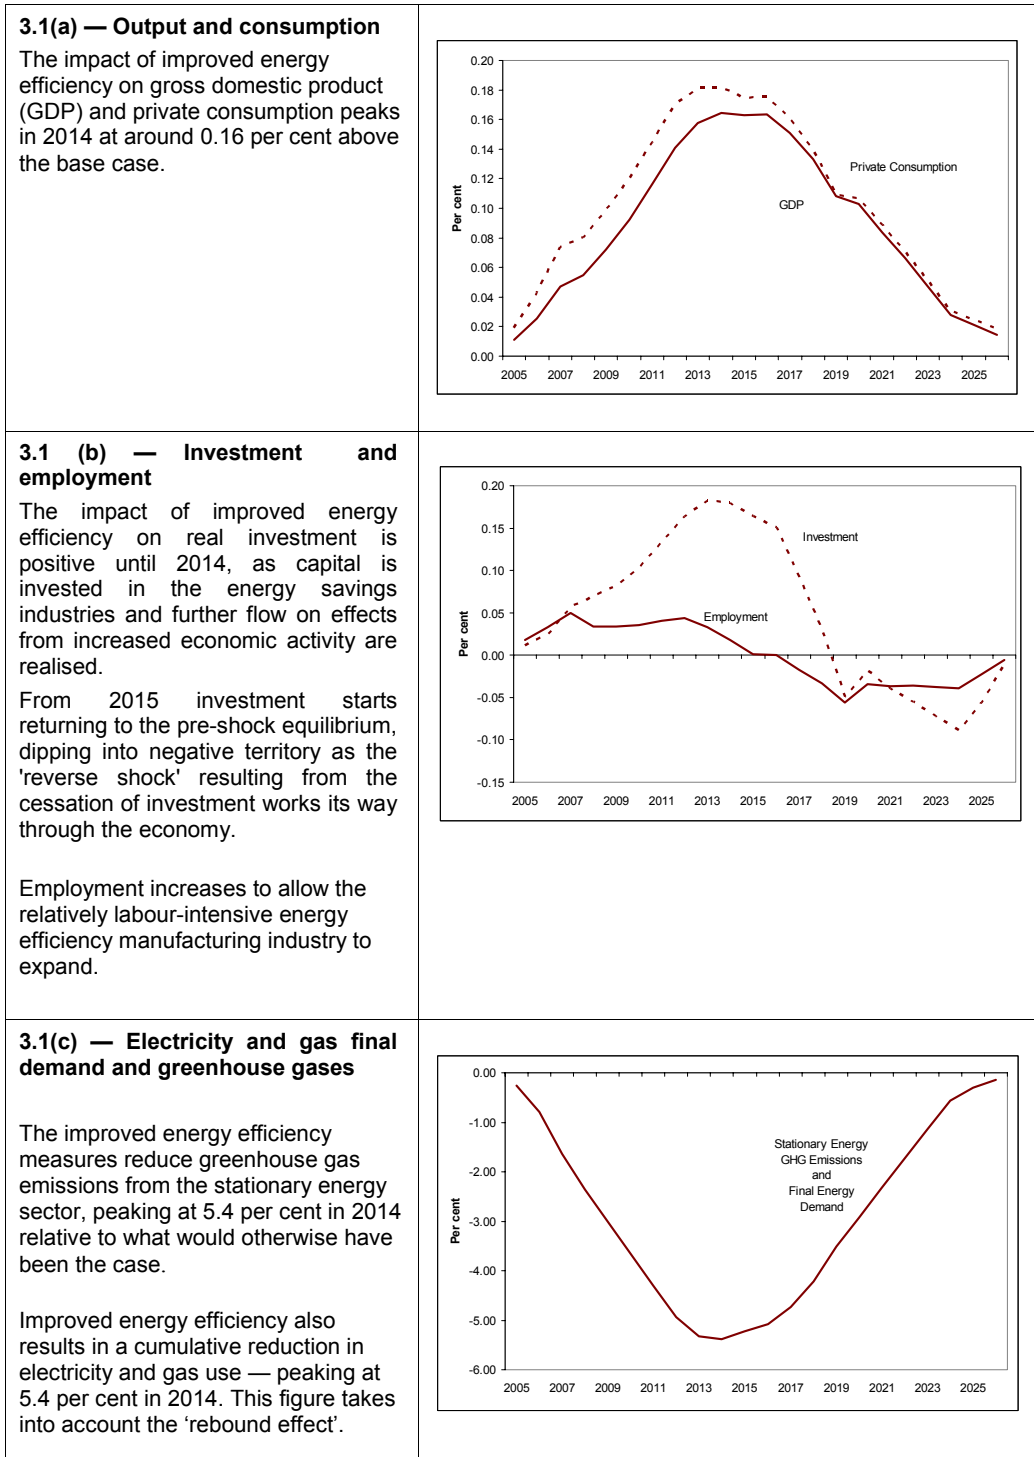 3.1(a) — Output and consumption
The impact of improved energy
efficiency on gross domestic product
(GDP) and private consumption peaks
in 2014 at around 0.16 per cent above
the base case.
0.20
0.18
0.16
0.14
0.12
0.10
0.08
0.06
0.04
0.02
0.00
Per cent
Private Consumption
GDP
2005 2007 2009 2011 2013 2015 2017 2019 2021 2023 2025
3.1 (b) — Investment and
employment
The impact of improved energy
efficiency on real investment is
positive until 2014, as capital is
invested in the energy savings
industries and further flow on effects
from increased economic activity are
realised.
From 2015 investment starts
returning to the pre-shock equilibrium,
dipping into negative territory as the
'reverse shock' resulting from the
cessation of investment works its way
through the economy.
Employment increases to allow the
relatively labour-intensive energy
efficiency manufacturing industry to
expand.
0.20
0.15
0.10
0.05
0.00
-0.05
-0.10
-0.15
Per cent
Investment
Employment
2005 2007 2009 2011 2013 2015 2017 2019 2021 2023 2025
3.1(c) — Electricity and gas final
demand and greenhouse gases
The improved energy efficiency
measures reduce greenhouse gas
emissions from the stationary energy
sector, peaking at 5.4 per cent in 2014
relative to what would otherwise have
been the case.
Improved energy efficiency also
results in a cumulative reduction in
electricity and gas use — peaking at
5.4 per cent in 2014. This figure takes
into account the ‘rebound effect’.
0.00
-1.00
-2.00
-3.00
-4.00
-5.00
-6.00
Per cent
Stationary Energy
GHG Emissions
and
Final Energy
Demand
2005 2007 2009 2011 2013 2015 2017 2019 2021 2023 2025